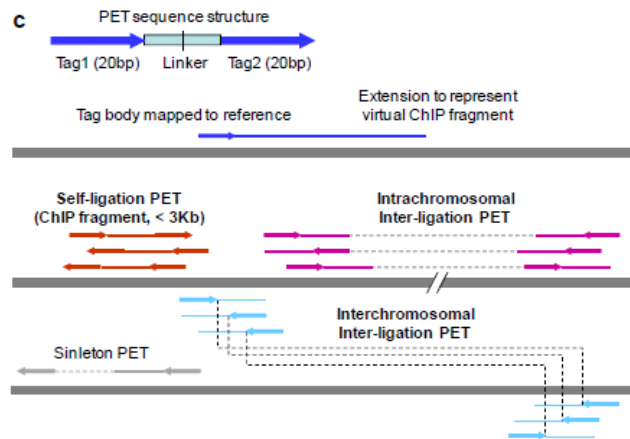 c
PET sequence structure
Tag1 (20bp) Linker Tag2 (20bp)
Extension to represent
Tag body mapped to reference virtual ChIP fragment
Self-ligation PET
(ChIP fragment, < 3Kb)
Intrachromosomal
Inter-ligation PET
Interchromosomal
Inter-ligation PET
Sinleton PET